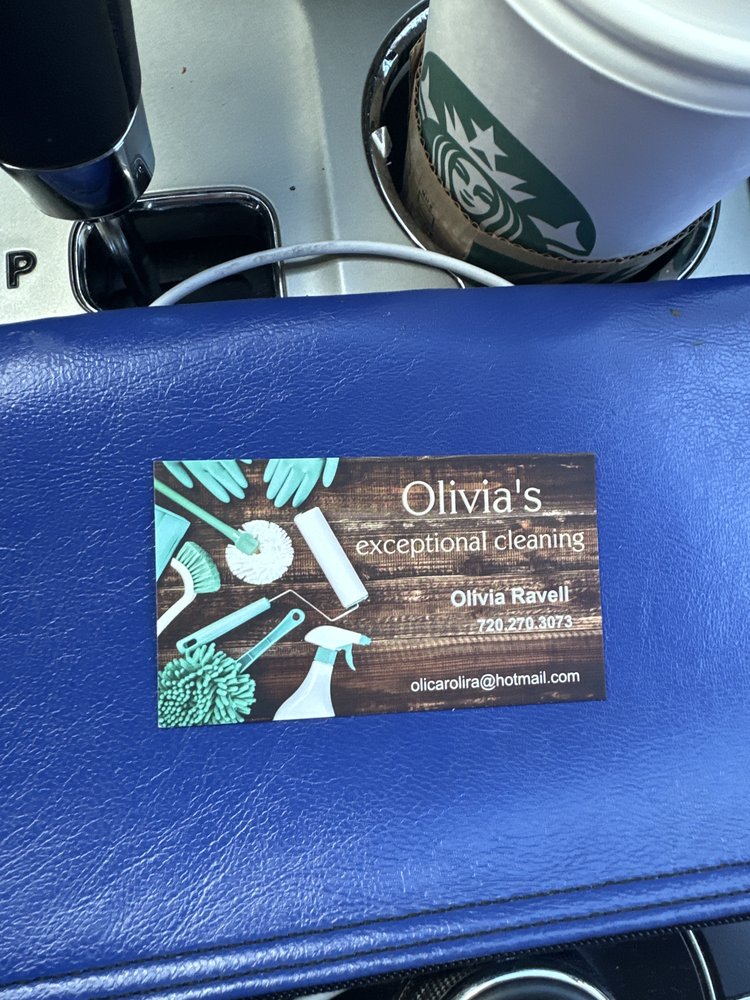 P
Olivia's
exceptional cleaning
Olivia Ravell
720.270.3073
olicarolira@hotmail.com